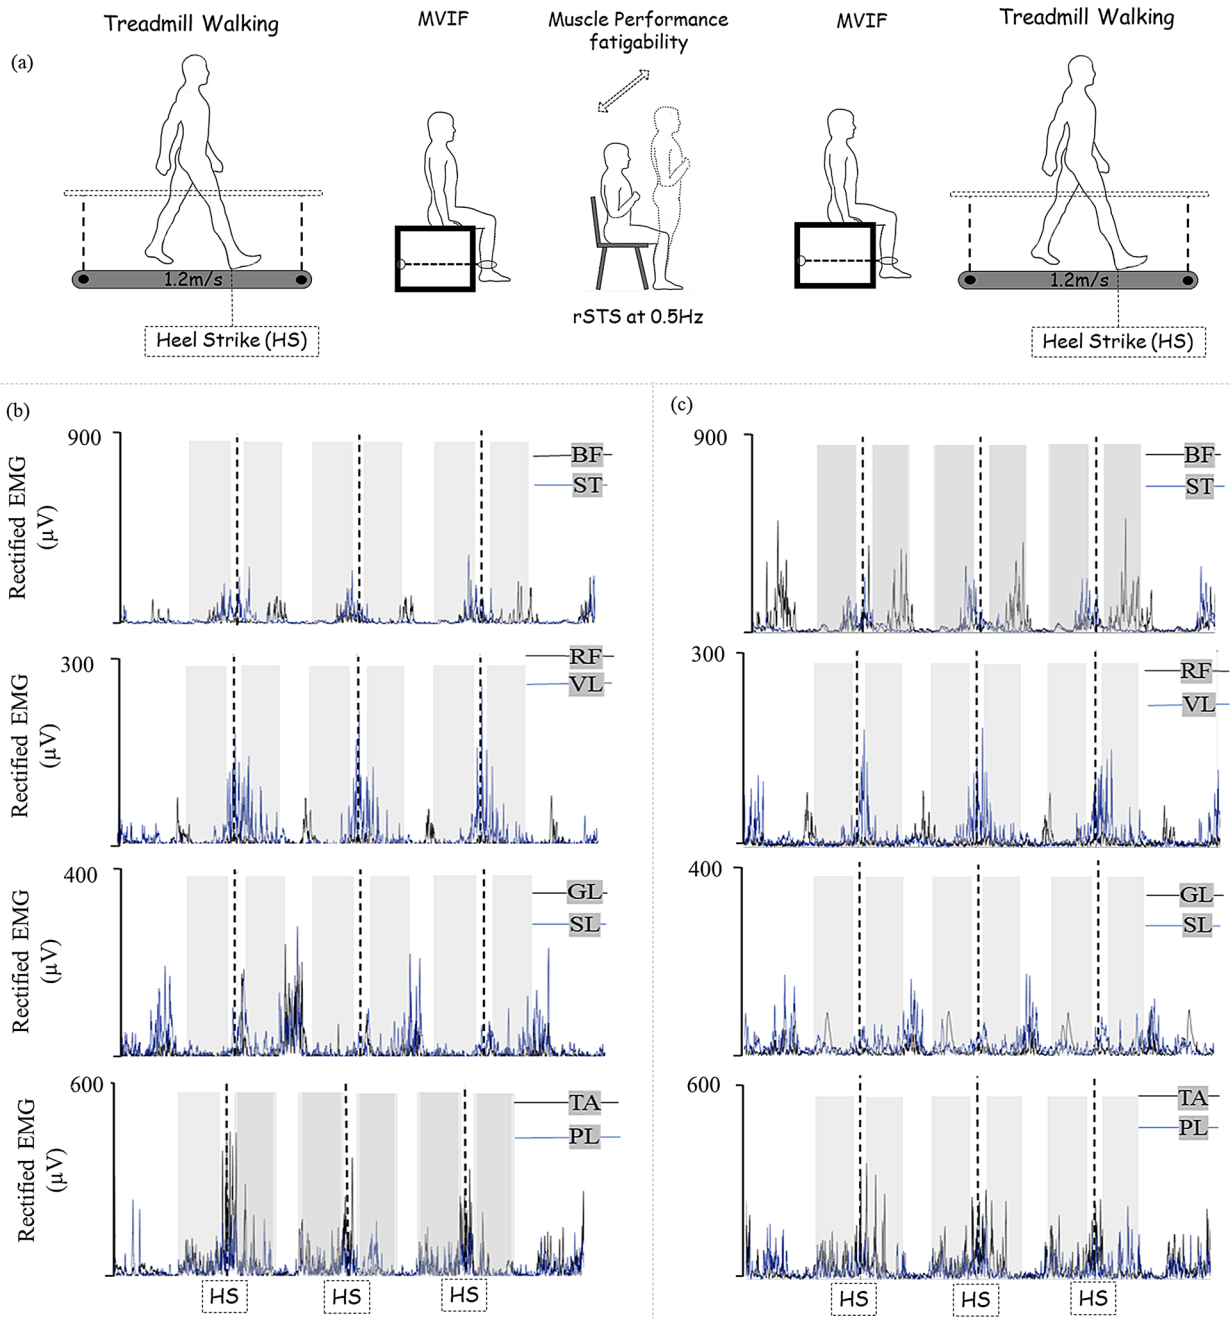 Treadmill Walking
MVIF
Muscle Performance
fatigability
MVIF
Treadmill Walking
(a)
1.2m/s
1.2m/s
rSTS at 0.5Hz
Heel Strike (HS)
Heel Strike (HS)
(b)
900
Rectified EMG
(μV)
BF
ST
300
Rectified EMG
(μV)
RF
VL
400
Rectified EMG
(μV)
GL
SL
600
Rectified EMG
(μV)
TA
PL
HS
HS
HS
(c)
900
BF
ST
300
RF
VL
400
GL
SL
600
TA
PL
HS
HS
HS